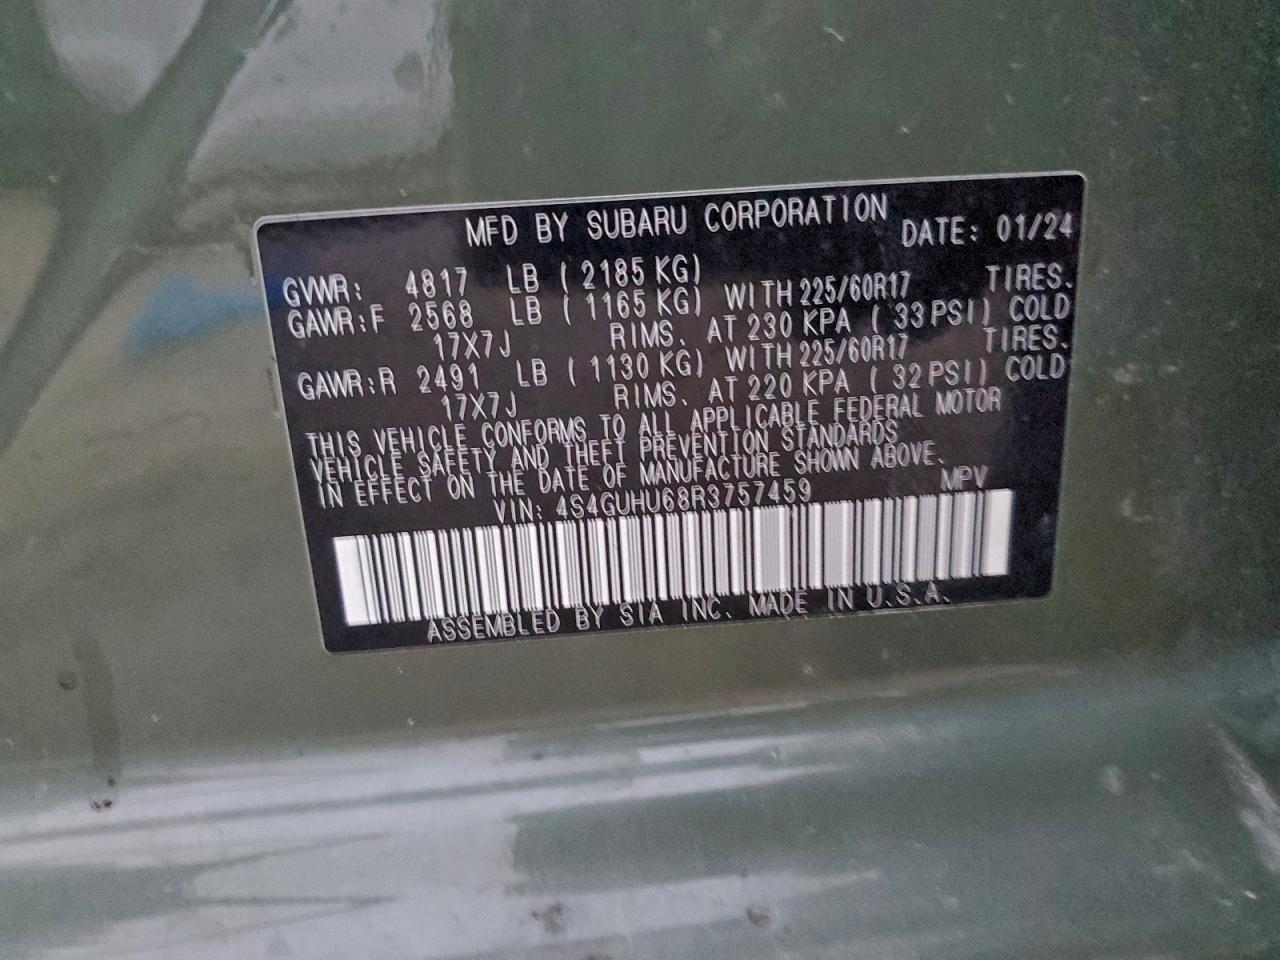 MFD BY SUBARU CORPORATION DATE: 01/24
GVWR: 4817 LB ( 2185 KG)
GAWR:F 2568 LB ( 1165 KG) WITH 225/60R17 TIRES.
17X7J RIMS. AT 230 KPA ( 33 PSI) COLD
GAWR:R 2491 LB ( 1130 KG) WITH 225/60R17 TIRES.
17X7J RIMS. AT 220 KPA ( 32 PSI) COLD
THIS VEHICLE CONFORMS TO ALL APPLICABLE FEDERAL MOTOR
VEHICLE SAFETY AND THEFT PREVENTION STANDARDS
IN EFFECT ON THE DATE OF MANUFACTURE SHOWN ABOVE.
VIN: 4S4GUHU68R3757459 MPV
ASSEMBLED BY SIA INC. MADE IN U.S.A.